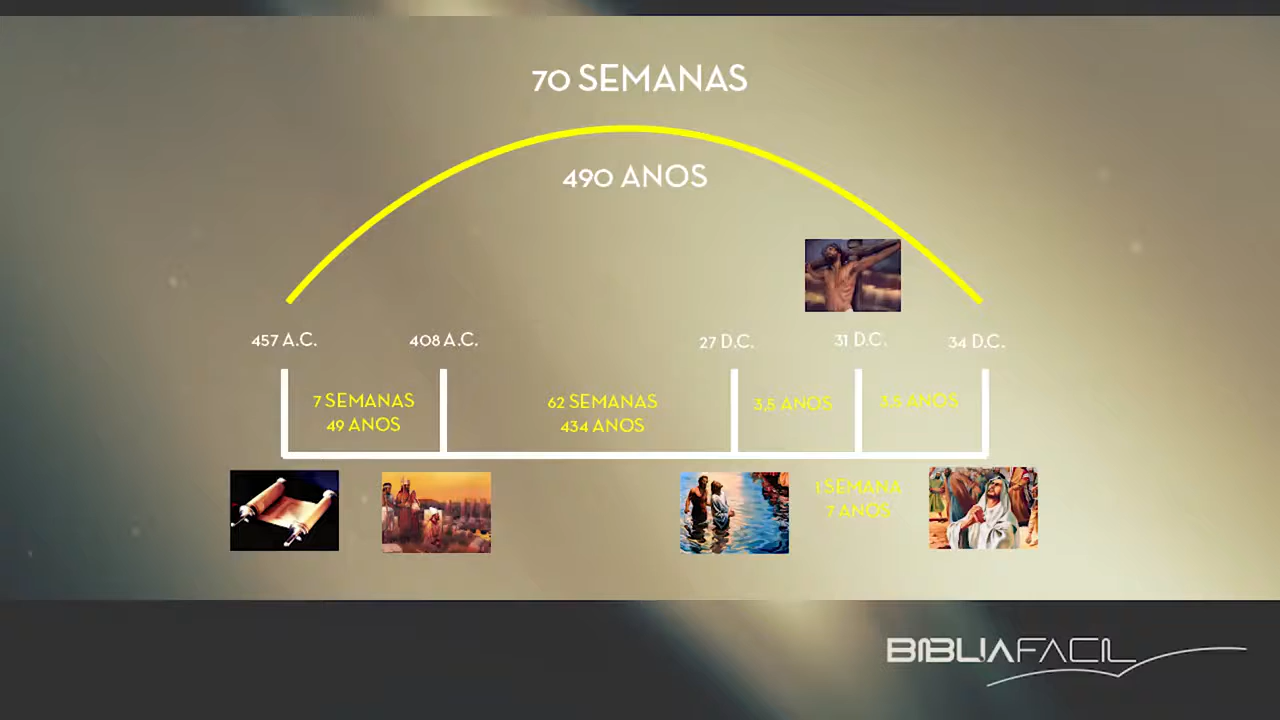 70 SEMANAS
490 ANOS
457 A.C.
408 A.C.
27 D.C.
31 D.C.
34 D.C.
7 SEMANAS
49 ANOS
62 SEMANAS
434 ANOS
3,5 ANOS
3,5 ANOS
1 SEMANA
7 ANOS
BIBLIAFACIL